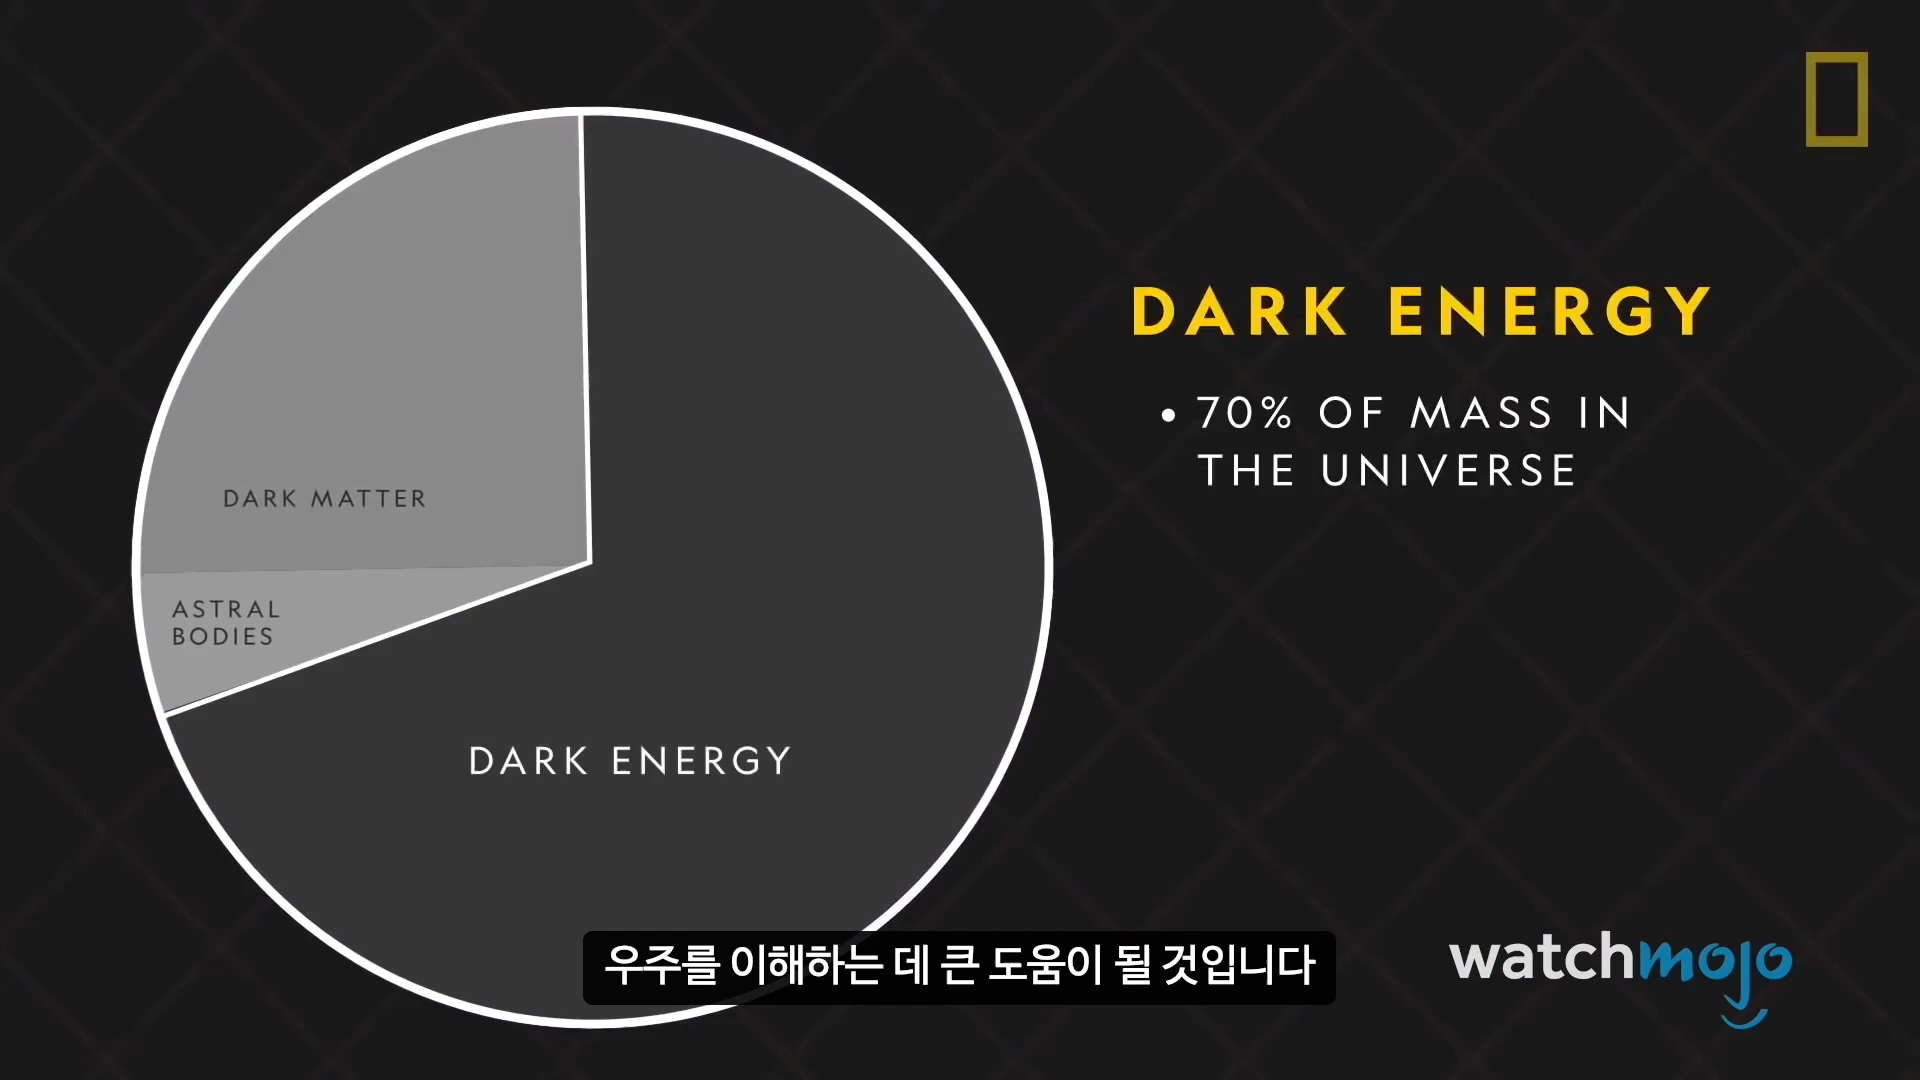 DARK ENERGY
• 70% OF MASS IN
THE UNIVERSE
DARK MATTER
ASTRAL
BODIES
DARK ENERGY
우주를 이해하는 데 큰 도움이 될 것입니다
watchmojo